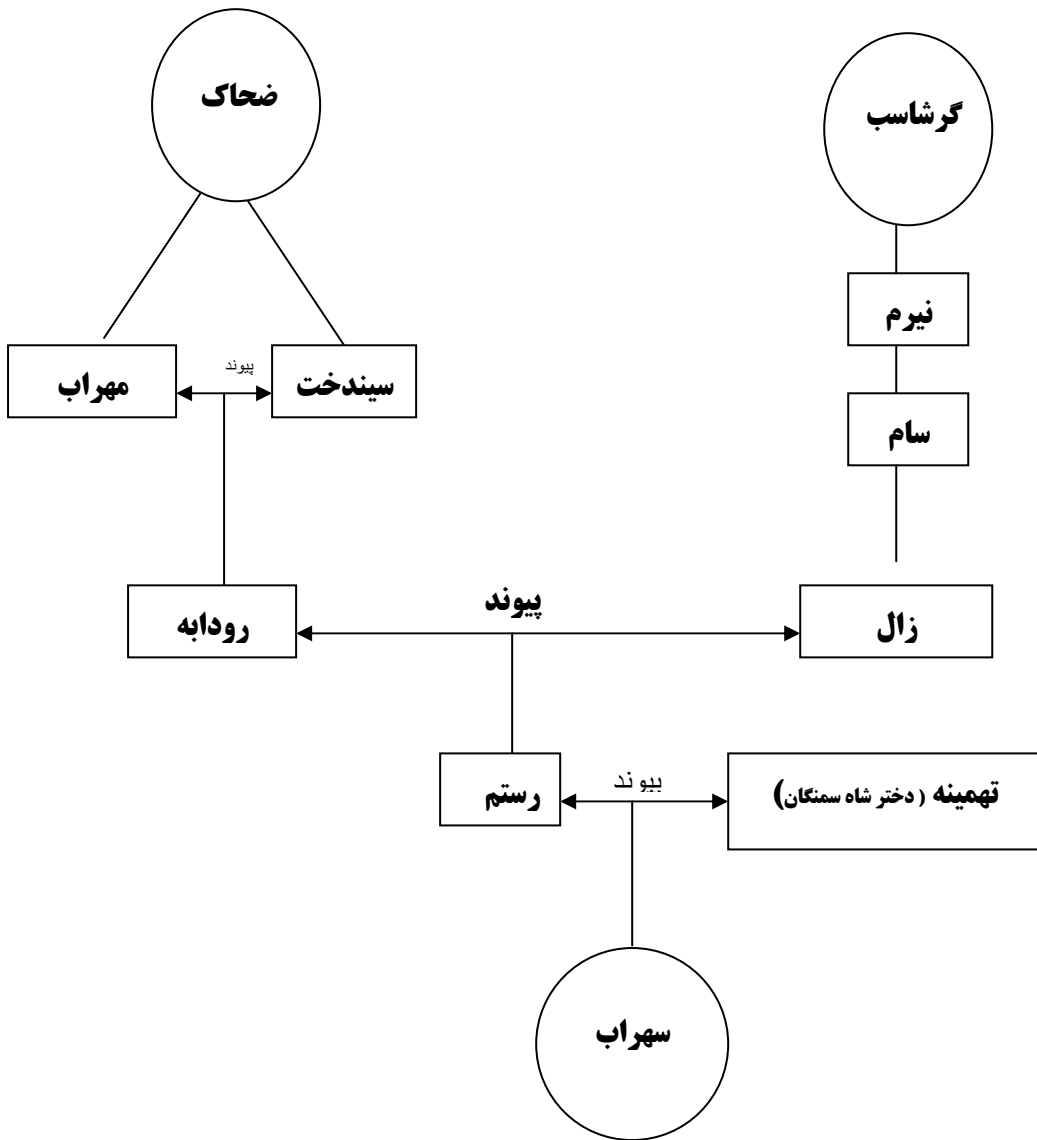 ضحاک
گرشاسب
نیرم
سیندخت
پیوند
مهراب
سام
زال
پیوند
رودابه
تهمینه ( دختر شاه سمنگان)
پیوند
رستم
سهراب